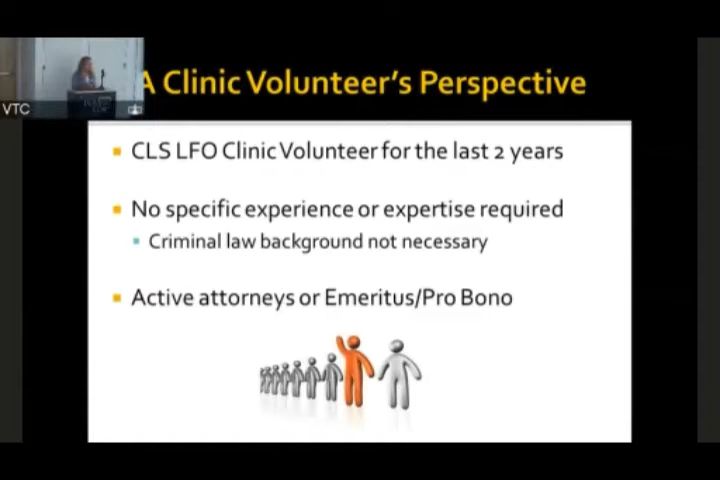 A Clinic Volunteer's Perspective
VTC
CLS LFO Clinic Volunteer for the last 2 years
No specific experience or expertise required
Criminal law background not necessary
Active attorneys or Emeritus/Pro Bono